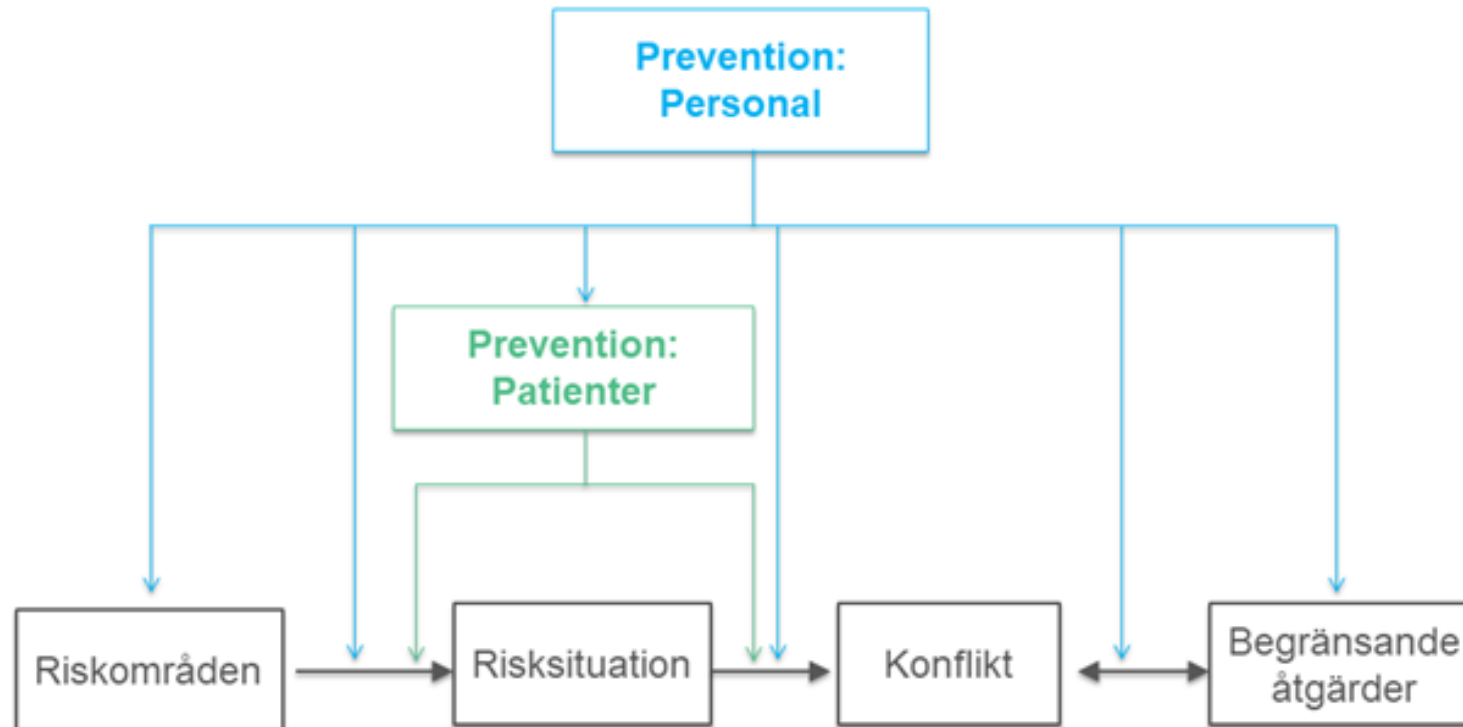 Prevention:
Personal
Prevention:
Patienter
Riskområden
Risksituation
Konflikt
Begränsande
åtgärder